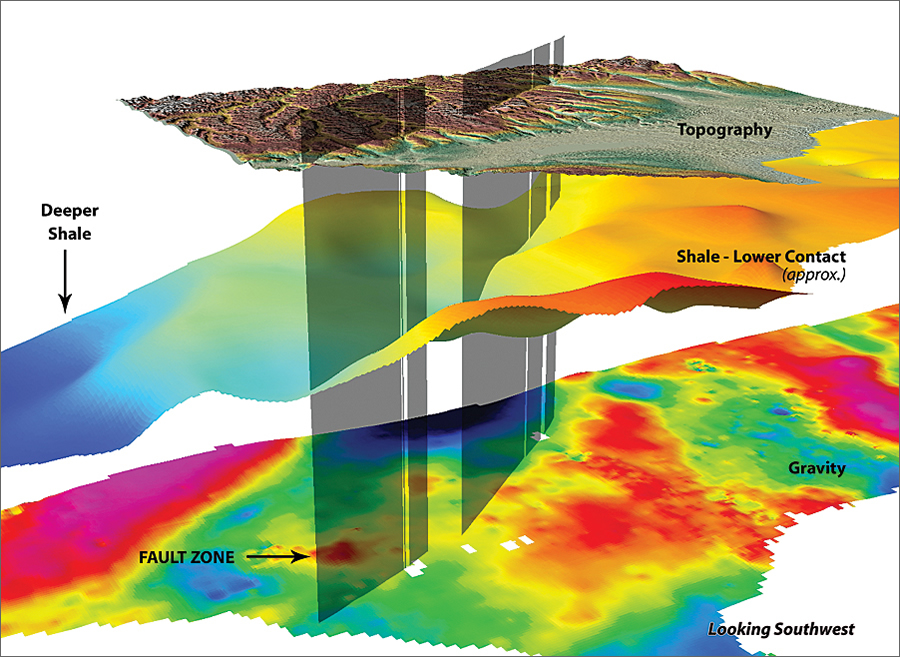 Topography
Deeper
Shale
Shale - Lower Contact
(approx.)
Gravity
FAULT ZONE
Looking Southwest